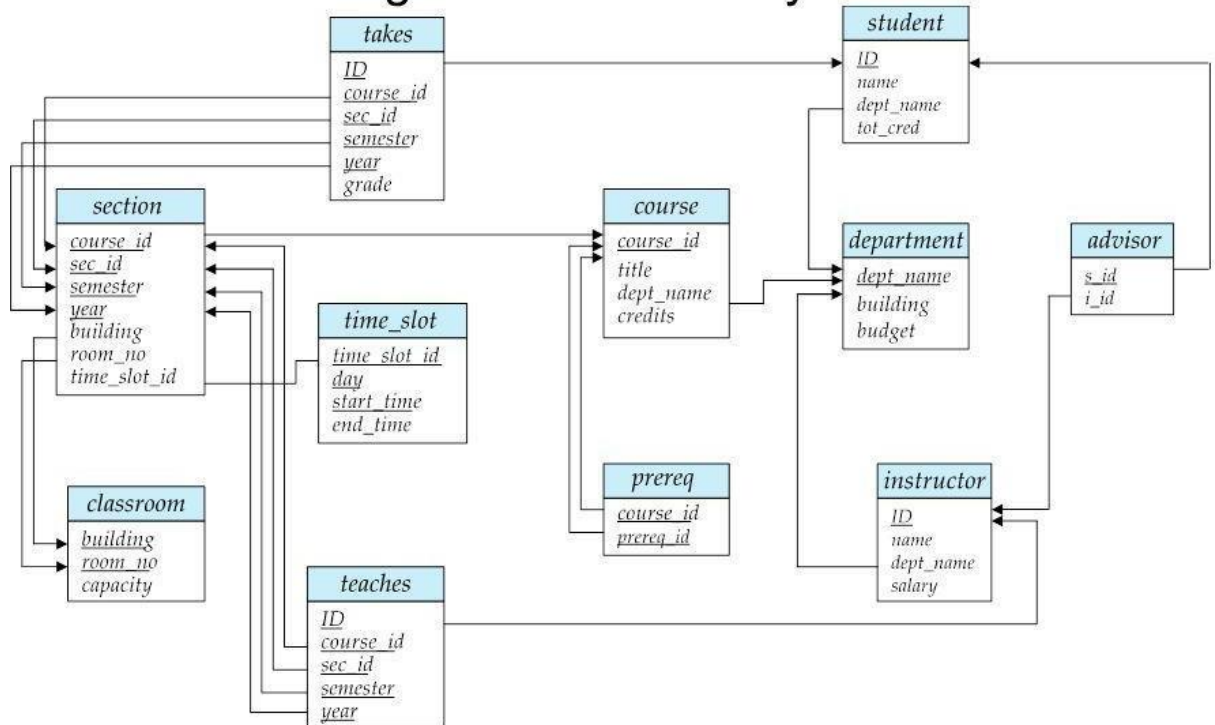 takes
ID
course_id
sec_id
semester
year
grade
student
ID
name
dept_name
tot_cred
section
course_id
sec_id
semester
year
building
room_no
time_slot_id
course
course_id
title
dept_name
credits
department
dept_name
building
budget
advisor
s_id
i_id
time_slot
time_slot_id
day
start_time
end_time
prereq
course_id
prereq_id
instructor
ID
name
dept_name
salary
classroom
building
room_no
capacity
teaches
ID
course_id
sec_id
semester
year